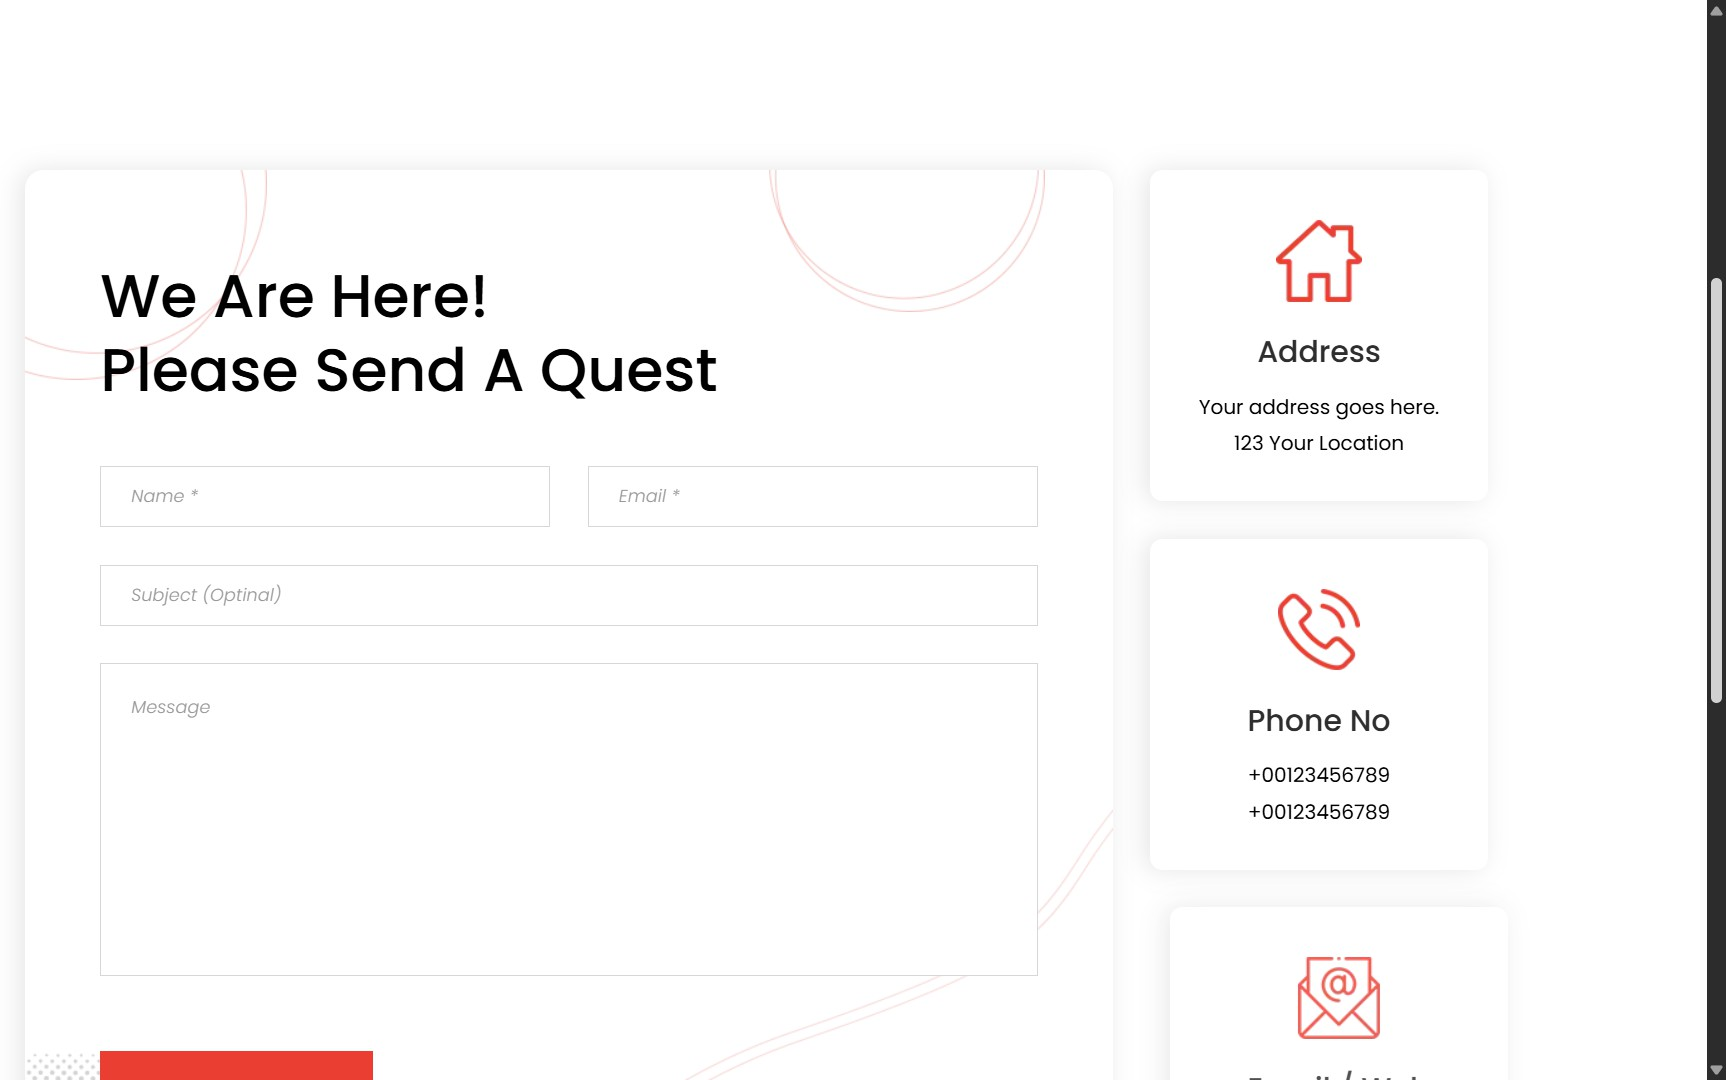 We Are Here!
Please Send A Quest
Name *
Email *
Subject (Optinal)
Message
Address
Your address goes here.
123 Your Location
Phone No
+00123456789
+00123456789
@